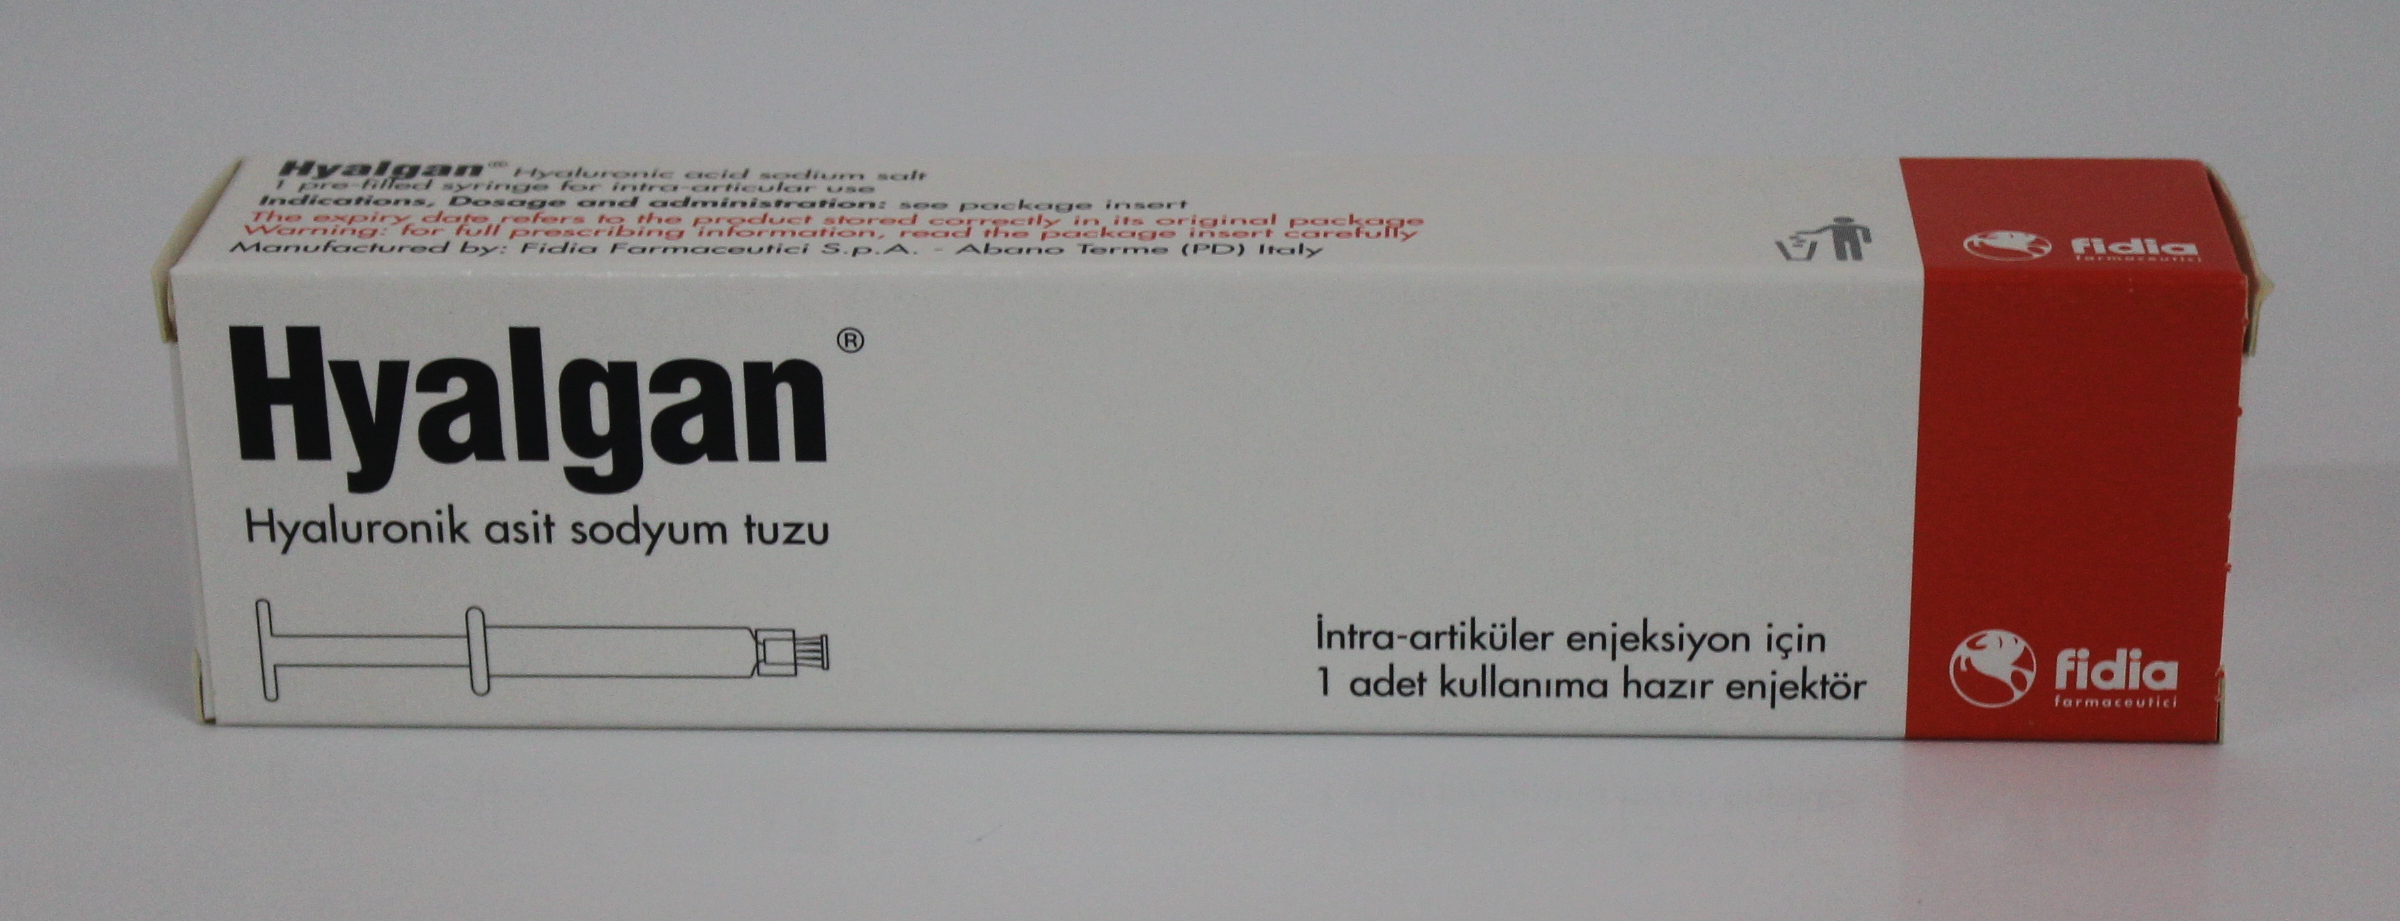 Hyalgan® Hyaluronic acid sodium salt
1 pre-filled syringe for intra-articular use
Indications, Dosage and administration: see package insert
The expiry date refers to the product stored correctly in its original package
Warning: for full prescribing information, read the package insert carefully
Manufactured by: Fidia Farmaceutici S.p.A. - Abano Terme (PD) Italy
fidia
farmaceutici
Hyalgan®
Hyaluronik asit sodyum tuzu
İntra-artiküler enjeksiyon için
1 adet kullanıma hazır enjektör
fidia
farmaceutici